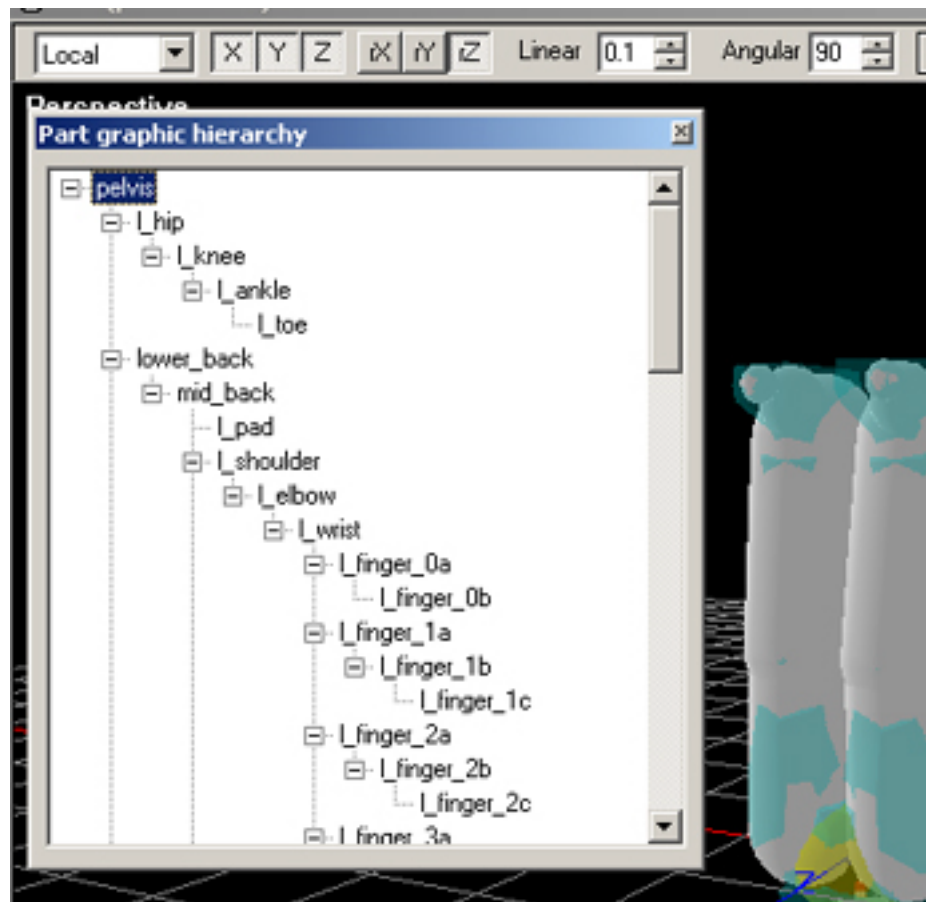 Local X Y Z rX rY rZ Linear 0.1 Angular 90
Perspective
Part graphic hierarchy
pelvis
l_hip
l_knee
l_ankle
l_toe
lower_back
mid_back
l_pad
l_shoulder
l_elbow
l_wrist
l_finger_0a
l_finger_0b
l_finger_1a
l_finger_1b
l_finger_1c
l_finger_2a
l_finger_2b
l_finger_2c
l_finger_3a